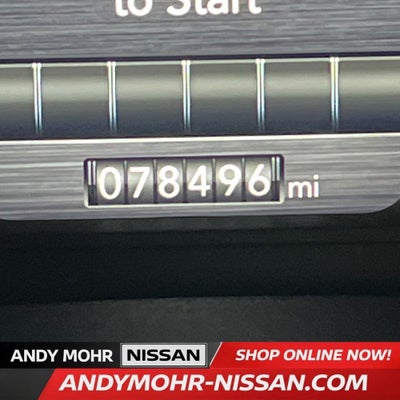 to Start
078496 mi
ANDY MOHR NISSAN SHOP ONLINE NOW!
ANDYMOHR-NISSAN.COM